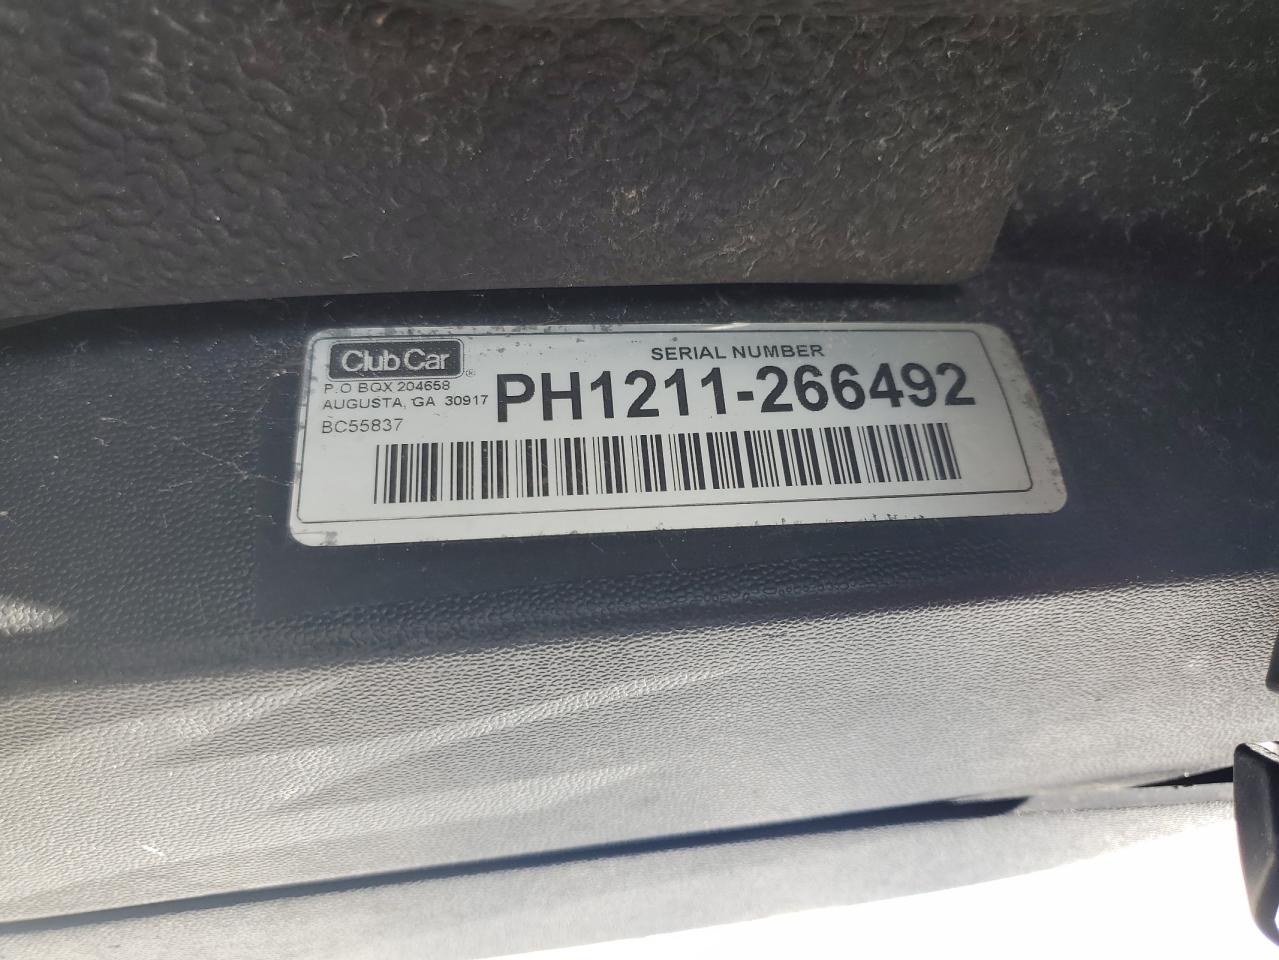 Club Car®
P.O BOX 204658
AUGUSTA, GA 30917
BC55837
SERIAL NUMBER
PH1211-266492